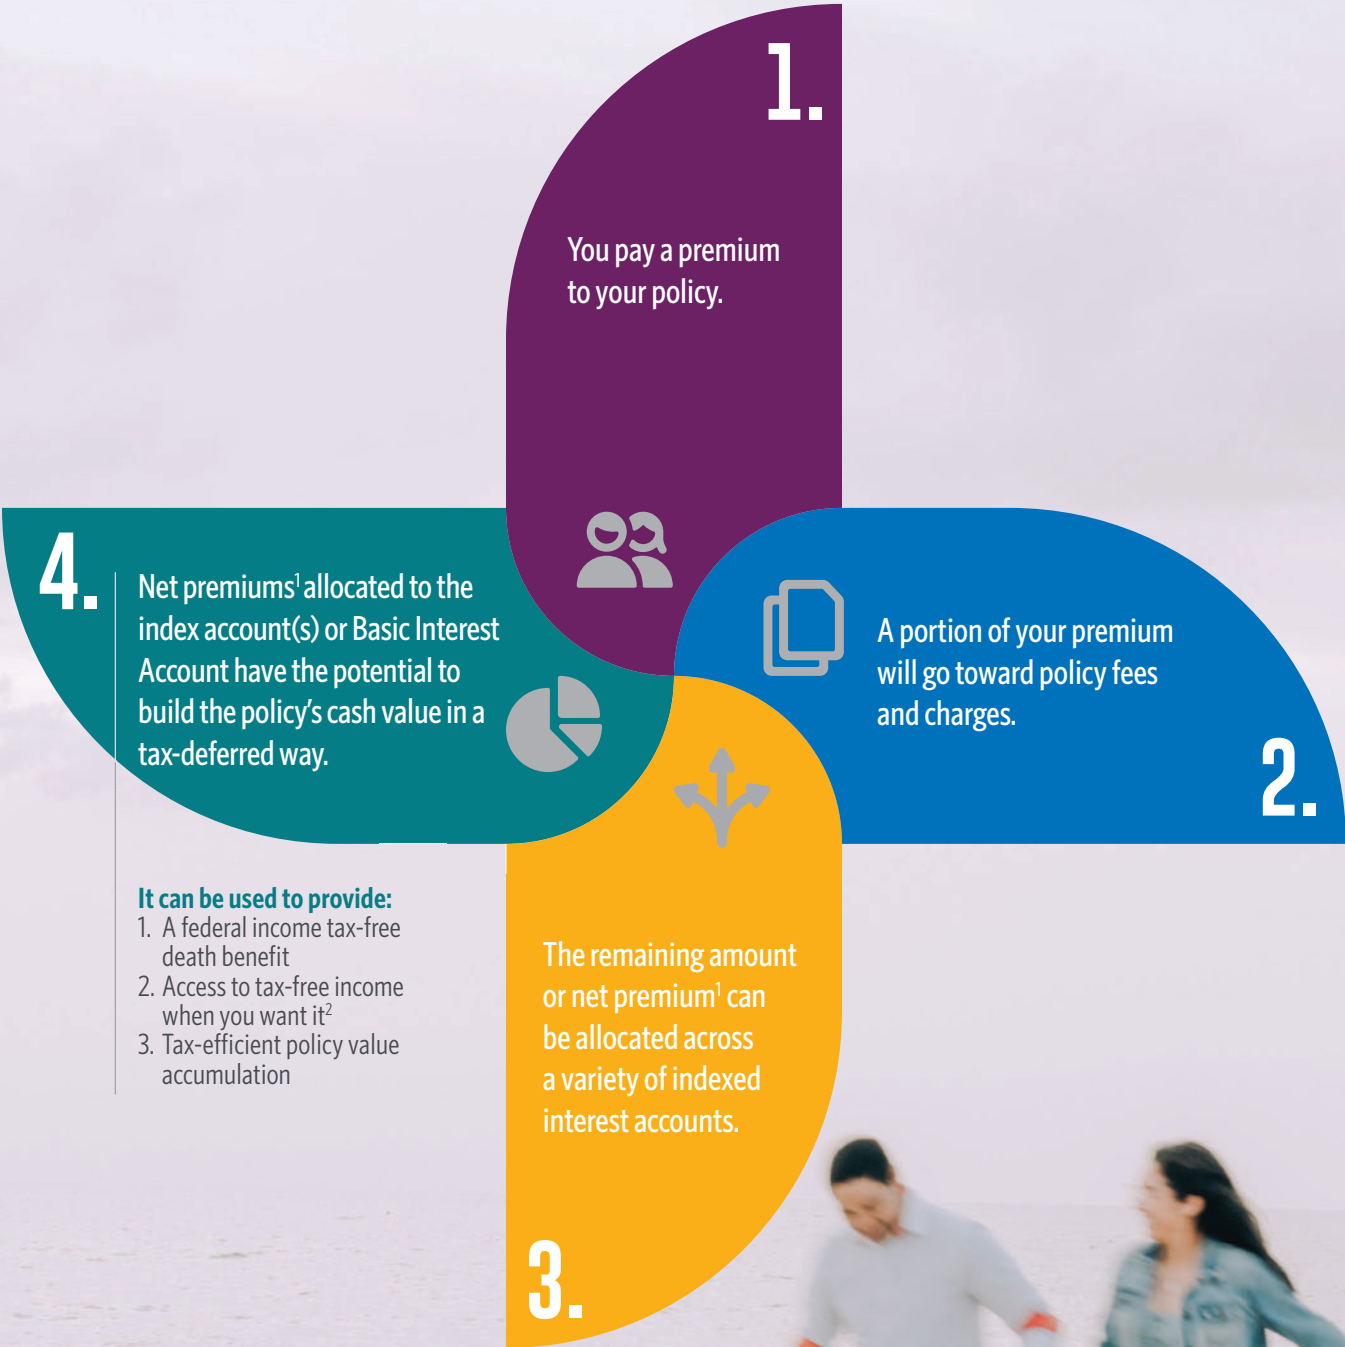 1.
You pay a premium
to your policy.
A portion of your premium
will go toward policy fees
and charges.
2.
The remaining amount
or net premium¹ can
be allocated across
a variety of indexed
interest accounts.
3.
4.
Net premiums¹ allocated to the
index account(s) or Basic Interest
Account have the potential to
build the policy’s cash value in a
tax-deferred way.
It can be used to provide:
1. A federal income tax-free
death benefit
2. Access to tax-free income
when you want it²
3. Tax-efficient policy value
accumulation